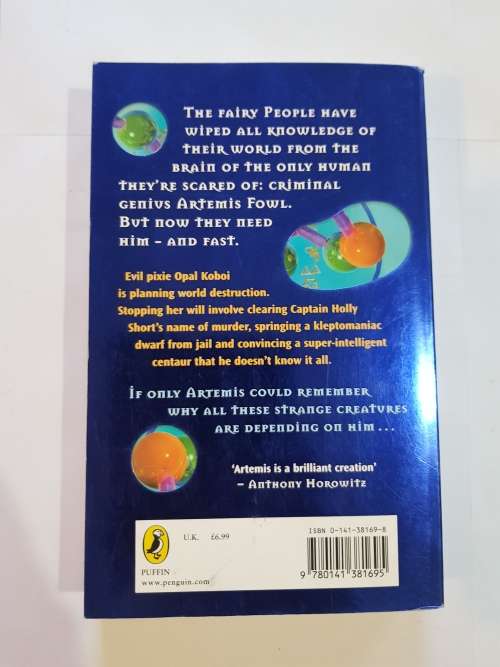 The fairy People have
wiped all knowledge of
their world from the
brain of the only human
they're scared of: criminal
genius Artemis Fowl.
But now they need
him – and fast.
Evil pixie Opal Koboi
is planning world destruction.
Stopping her will involve clearing Captain Holly
Short's name of murder, springing a kleptomaniac
dwarf from jail and convincing a super-intelligent
centaur that he doesn't know it all.
If only Artemis could remember
why all these strange creatures
are depending on him ...
'Artemis is a brilliant creation'
– Anthony Horowitz
U.K. £6.99
PUFFIN
www.penguin.com
ISBN 0-141-38169-8
9 780141 381695